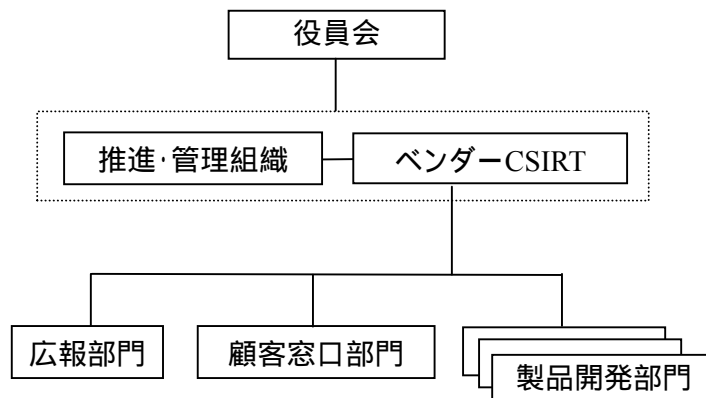 役員会
推進・管理組織
ベンダーCSIRT
広報部門
顧客窓口部門
製品開発部門